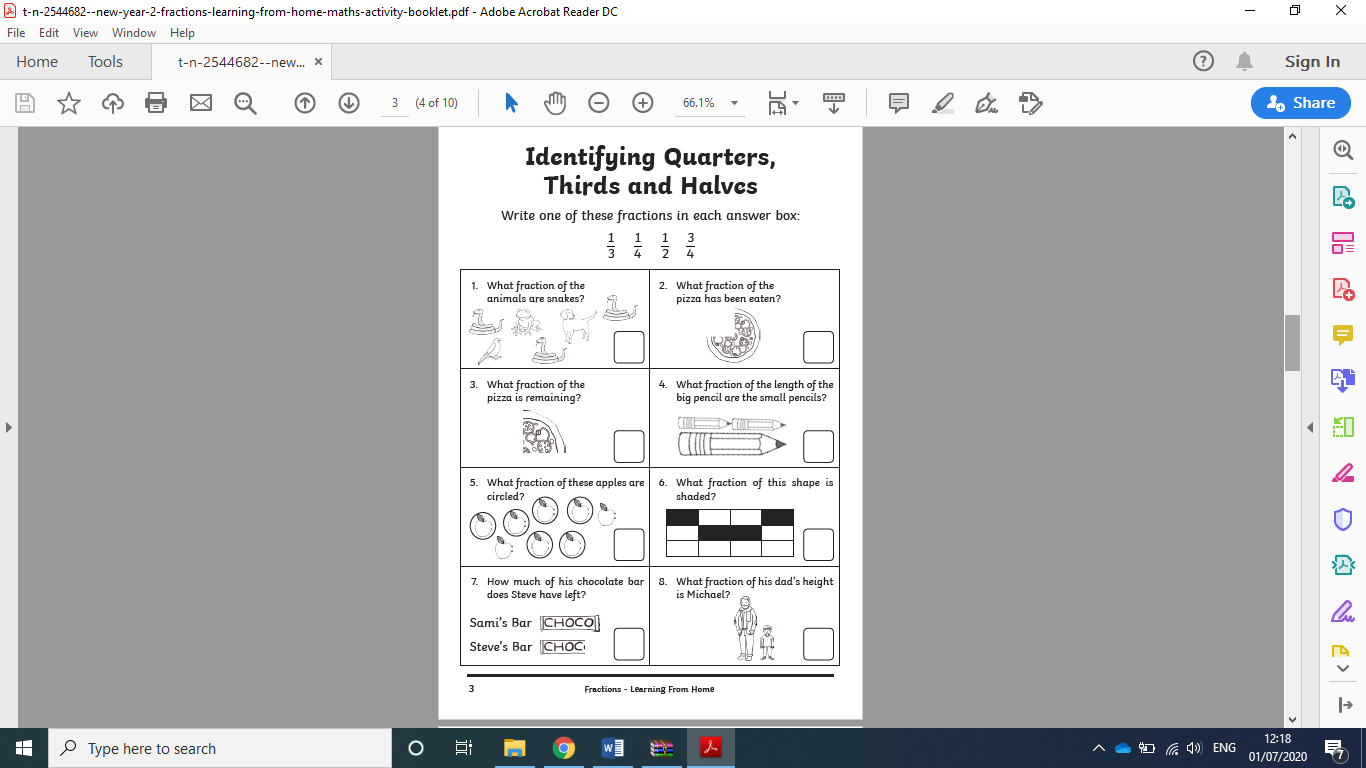 t-n-2544682--new-year-2-fractions-learning-from-home-maths-activity-booklet.pdf - Adobe Acrobat Reader DC
File Edit View Window Help
Home Tools t-n-2544682--new... × Sign In
3 (4 of 10) 66.1% Share
Identifying Quarters,
Thirds and Halves
Write one of these fractions in each answer box:
1/3 1/4 1/2 3/4
1. What fraction of the
animals are snakes?
2. What fraction of the
pizza has been eaten?
3. What fraction of the
pizza is remaining?
4. What fraction of the length of the
big pencil are the small pencils?
5. What fraction of these apples are
circled?
6. What fraction of this shape is
shaded?
7. How much of his chocolate bar
does Steve have left?
Sami's Bar CHOCO
Steve's Bar CHOC
8. What fraction of his dad's height
is Michael?
3 Fractions - Learning From Home
Type here to search
ENG
12:18
01/07/2020
7